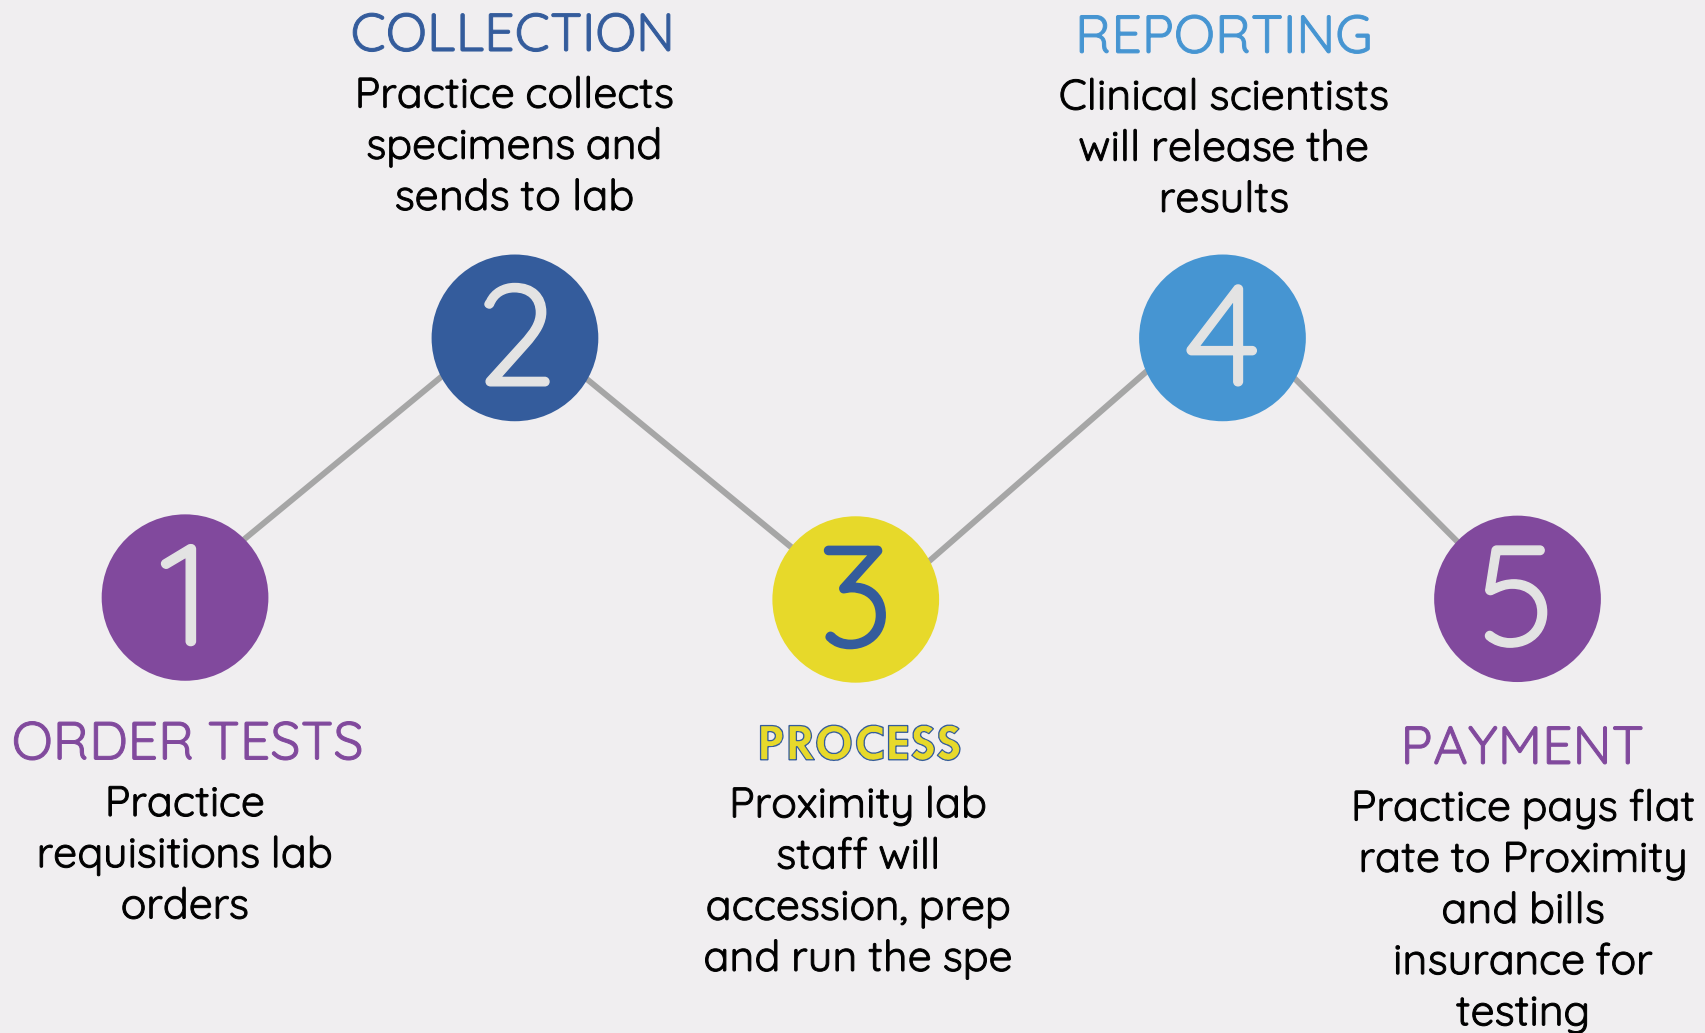 1
ORDER TESTS
Practice
requisitions lab
orders
COLLECTION
Practice collects
specimens and
sends to lab
2
3
PROCESS
Proximity lab
staff will
accession, prep
and run the spe
REPORTING
Clinical scientists
will release the
results
4
5
PAYMENT
Practice pays flat
rate to Proximity
and bills
insurance for
testing